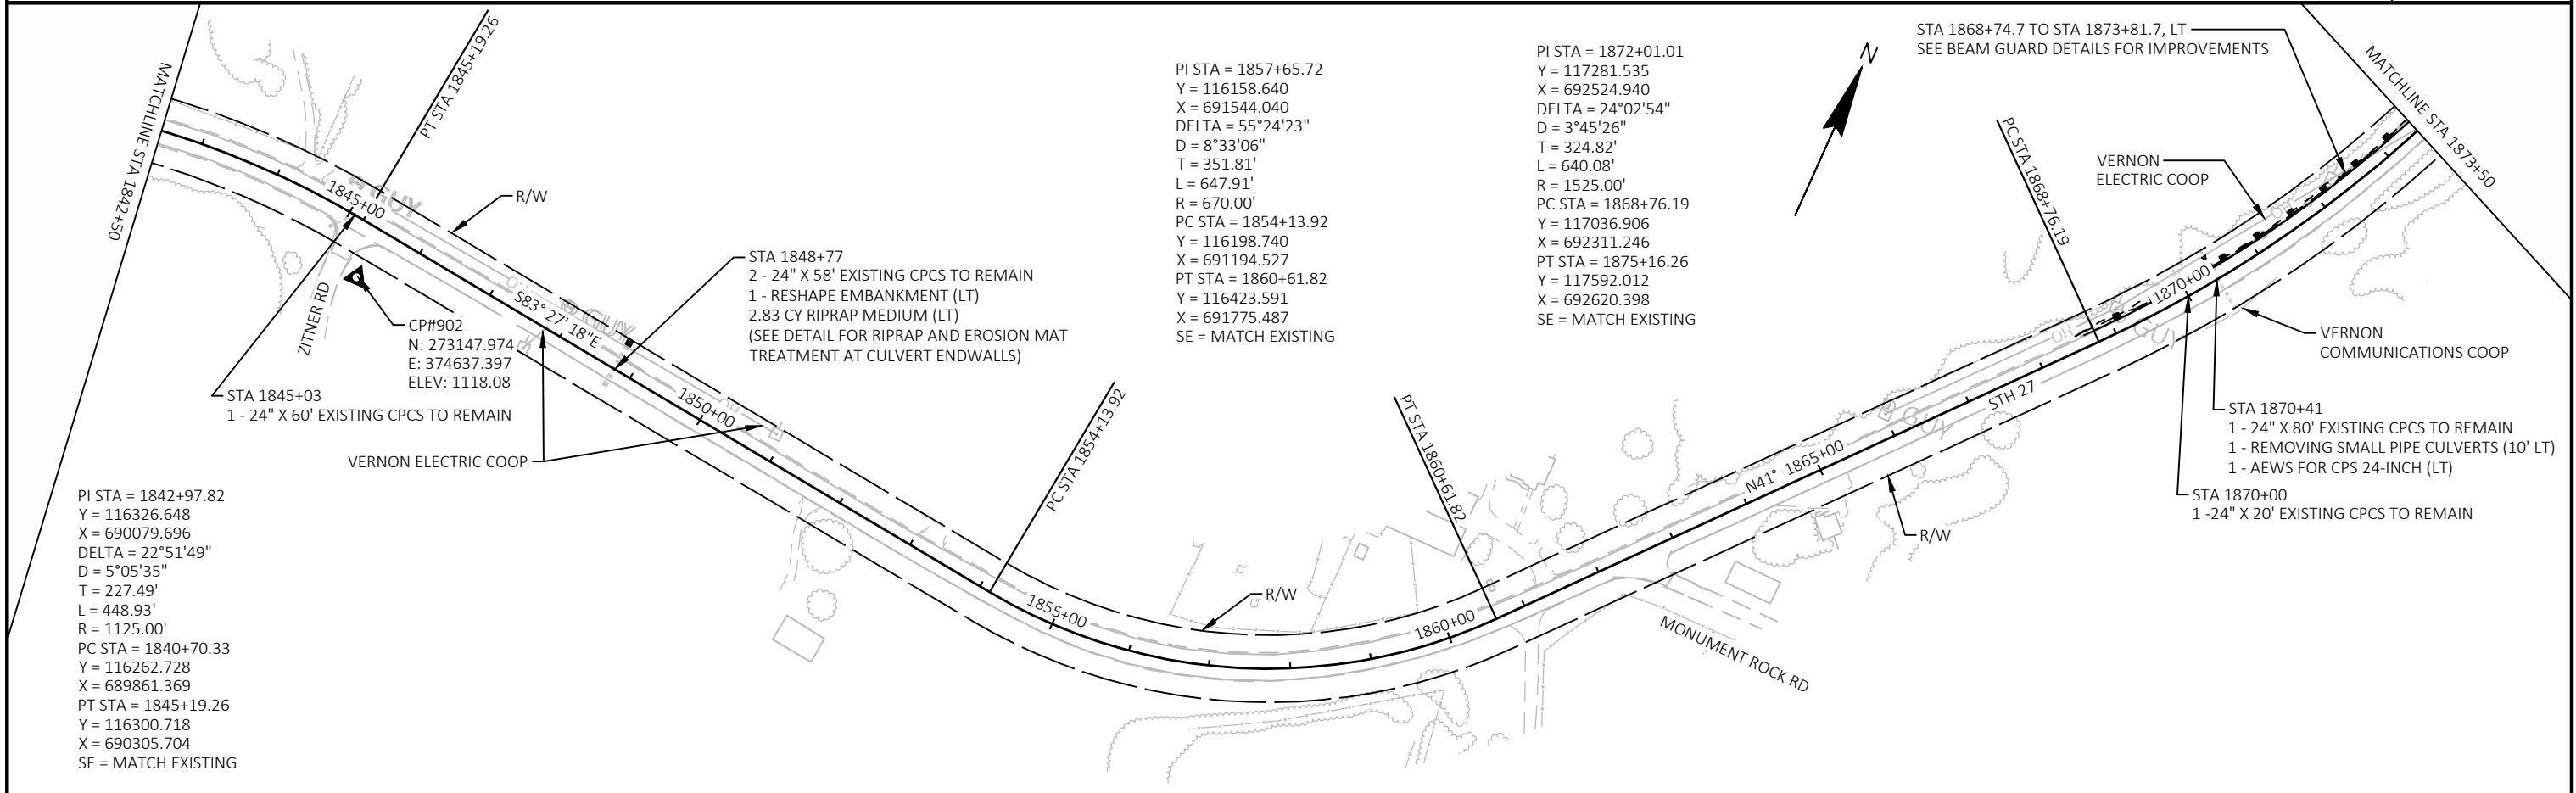 MATCHLINE STA 1842+50
PT STA 1845+19.26
1845+00
GUY
R/W
ZITNER RD
CP#902
N: 273147.974
E: 374637.397
ELEV: 1118.08
STA 1845+03
1 - 24" X 60' EXISTING CPCS TO REMAIN
VERNON ELECTRIC COOP
S83° 27' 18"E
GUY
STA 1848+77
2 - 24" X 58' EXISTING CPCS TO REMAIN
1 - RESHAPE EMBANKMENT (LT)
2.83 CY RIPRAP MEDIUM (LT)
(SEE DETAIL FOR RIPRAP AND EROSION MAT
TREATMENT AT CULVERT ENDWALLS)
1850+00
OH
PI STA = 1842+97.82
Y = 116326.648
X = 690079.696
DELTA = 22°51'49"
D = 5°05'35"
T = 227.49'
L = 448.93'
R = 1125.00'
PC STA = 1840+70.33
Y = 116262.728
X = 689861.369
PT STA = 1845+19.26
Y = 116300.718
X = 690305.704
SE = MATCH EXISTING
PC STA 1854+13.92
1855+00
PI STA = 1857+65.72
Y = 116158.640
X = 691544.040
DELTA = 55°24'23"
D = 8°33'06"
T = 351.81'
L = 647.91'
R = 670.00'
PC STA = 1854+13.92
Y = 116198.740
X = 691194.527
PT STA = 1860+61.82
Y = 116423.591
X = 691775.487
SE = MATCH EXISTING
R/W
PT STA 1860+61.82
1860+00
PI STA = 1872+01.01
Y = 117281.535
X = 692524.940
DELTA = 24°02'54"
D = 3°45'26"
T = 324.82'
L = 640.08'
R = 1525.00'
PC STA = 1868+76.19
Y = 117036.906
X = 692311.246
PT STA = 1875+16.26
Y = 117592.012
X = 692620.398
SE = MATCH EXISTING
N
MONUMENT ROCK RD
N41°
1865+00
R/W
GUY
STH 27
OH
GUY
PC STA 1868+76.19
1870+00
OH
STA 1868+74.7 TO STA 1873+81.7, LT
SEE BEAM GUARD DETAILS FOR IMPROVEMENTS
VERNON
ELECTRIC COOP
MATCHLINE STA 1873+50
VERNON
COMMUNICATIONS COOP
STA 1870+41
1 - 24" X 80' EXISTING CPCS TO REMAIN
1 - REMOVING SMALL PIPE CULVERTS (10' LT)
1 - AEWS FOR CPS 24-INCH (LT)
STA 1870+00
1 -24" X 20' EXISTING CPCS TO REMAIN